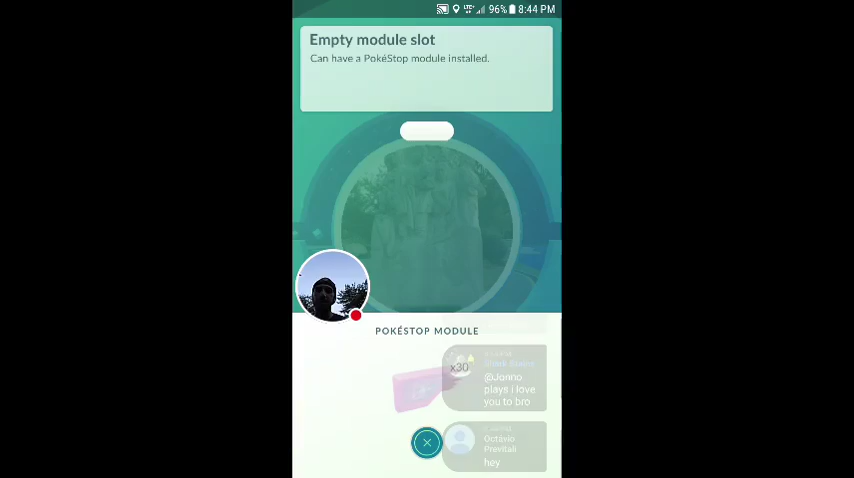 96% 8:44 PM
Empty module slot
Can have a PokéStop module installed.
POKÉSTOP MODULE
x30
@Jonno
plays i love
you to bro
Octávio
Previtali
hey